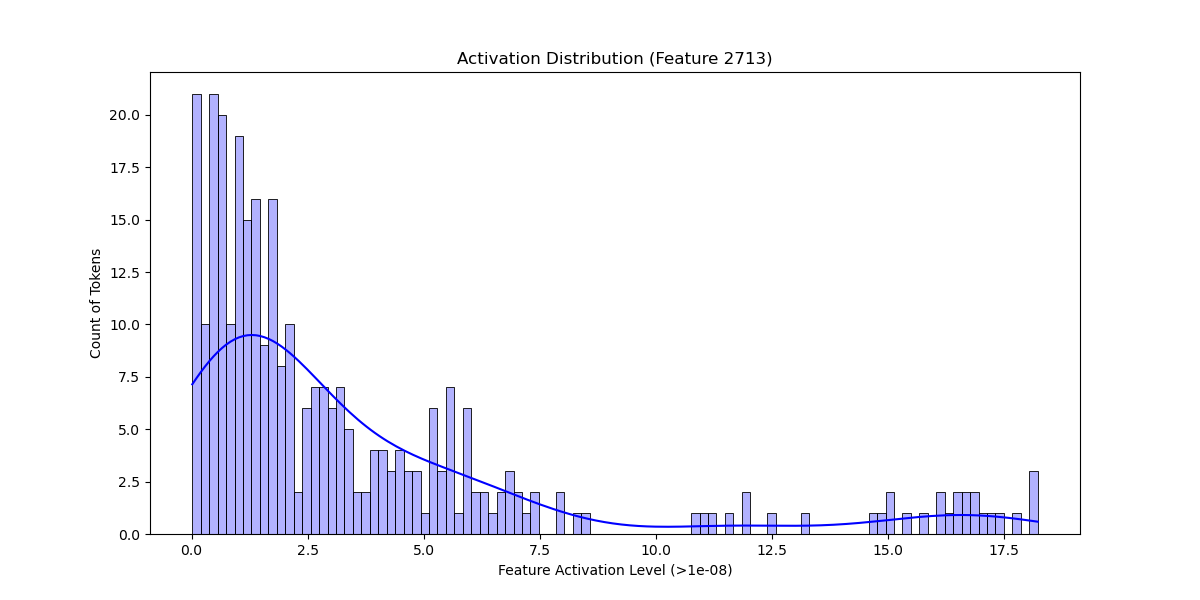 Activation Distribution (Feature 2713)
Count of Tokens
20.0
17.5
15.0
12.5
10.0
7.5
5.0
2.5
0.0
0.0 2.5 5.0 7.5 10.0 12.5 15.0 17.5
Feature Activation Level (>1e-08)